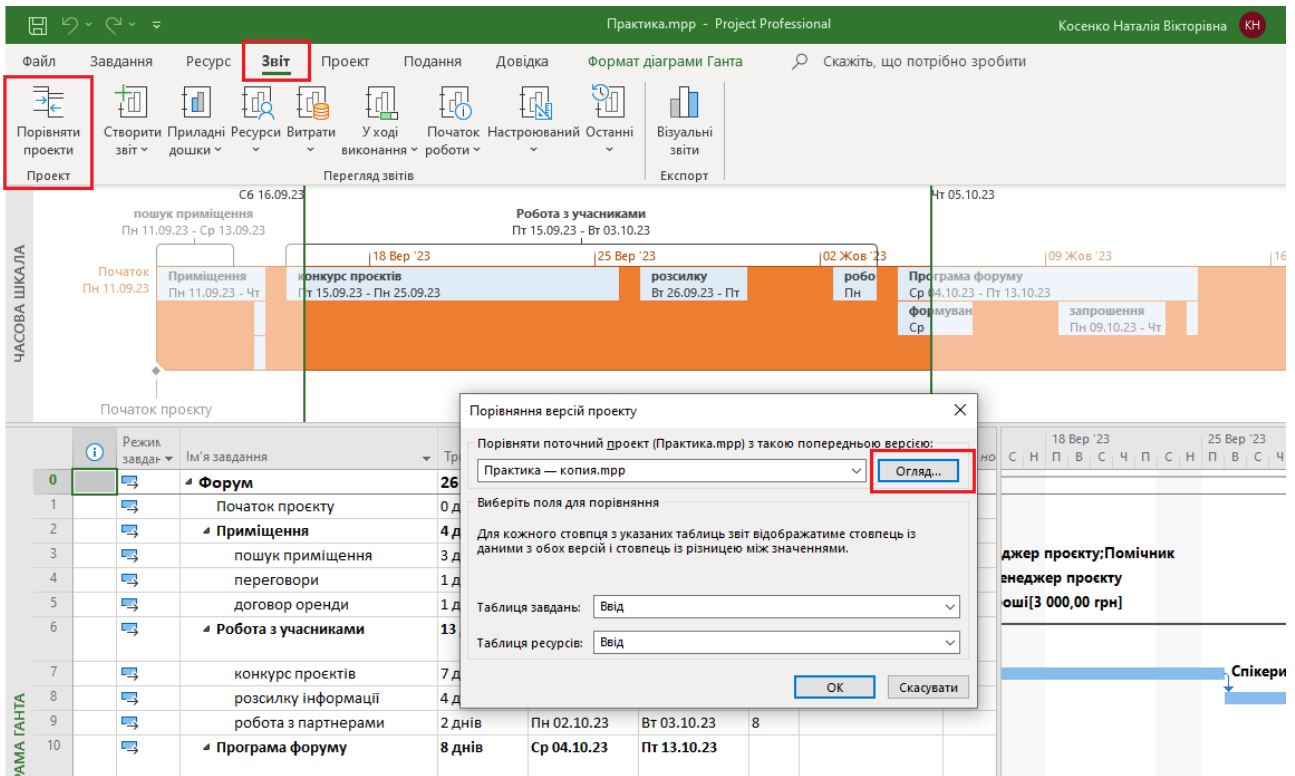 Практика.mpp - Project Professional
Косенко Наталія Вікторівна КН
Файл Завдання Ресурс Звіт Проект Подання Довідка Формат діаграми Ганта Скажіть, що потрібно зробити
Порівняти проекти
Створити звіт
Приладні дошки
Ресурси
Витрати
У ході виконання
Початок роботи
Настроюваний
Останні
Візуальні звіти
Проект Перегляд звітів Експорт
Сб 16.09.23 Чт 05.10.23
пошук приміщення Робота з учасниками
Пн 11.09.23 - Ср 13.09.23 Пт 15.09.23 - Вт 03.10.23
18 Вер '23 25 Вер '23 02 Жов '23 09 Жов '23 16
ЧАСОВА ШКАЛА
Початок
Пн 11.09.23
Приміщення конкурс проєктів розсилку робо Програма форуму
Пн 11.09.23 - Чт Пт 15.09.23 - Пн 25.09.23 Вт 26.09.23 - Пт Пн Ср 04.10.23 - Пт 13.10.23
формуван запрошення
Ср Пн 09.10.23 - Чт
Початок проєкту
Порівняння версій проекту
Порівняти поточний проект (Практика.mpp) з такою попередньою версією:
Практика — копия.mpp Огляд...
Виберіть поля для порівняння
Для кожного стовпця з указаних таблиць звіт відображатиме стовпець із
даними з обох версій і стовпець із різницею між значеннями.
Таблиця завдань: Ввід
Таблиця ресурсів: Ввід
ОК Скасувати
Режим
завдан Ім'я завдання Тр
18 Вер '23 25 Вер '23
но С Н П В С Ч П С Н П В С Ч
0 Форум 26
1 Початок проєкту 0 д
2 Приміщення 4 д
3 пошук приміщення 3 д джер проєкту;Помічник
4 переговори 1 д енеджер проєкту
5 договор оренди 1 д оші[3 000,00 грн]
6 Робота з учасниками 13
7 конкурс проєктів 7 д Спікери
8 розсилку інформації 4 д
9 робота з партнерами 2 днів Пн 02.10.23 Вт 03.10.23 8
10 Програма форуму 8 днів Ср 04.10.23 Пт 13.10.23
РАМА ГАНТА